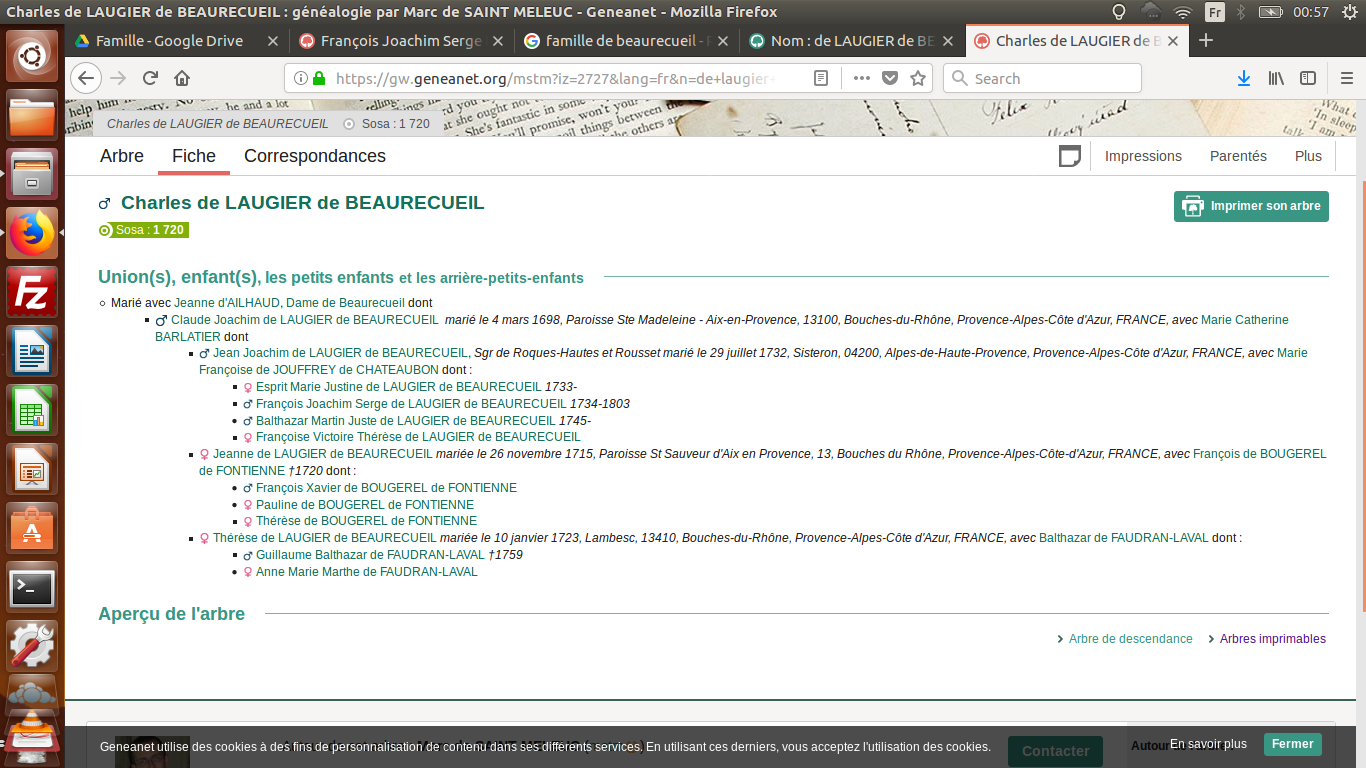 Charles de LAUGIER de BEAURECUEIL : généalogie par Marc de SAINT MELEUC - Geneanet - Mozilla Firefox
Fr
00:57
Famille - Google Drive
François Joachim Serge
famille de beaurecueil -
Nom : de LAUGIER de BE
Charles de LAUGIER de B
https://gw.geneanet.org/mstm?iz=2727&lang=fr&n=de+laugier+
Search
Charles de LAUGIER de BEAURECUEIL
Sosa : 1 720
Arbre
Fiche
Correspondances
Impressions
Parentés
Plus
Charles de LAUGIER de BEAURECUEIL
Imprimer son arbre
Sosa : 1 720
Union(s), enfant(s), les petits enfants et les arrière-petits-enfants
Marié avec Jeanne d'AILHAUD, Dame de Beaurecueil dont
Claude Joachim de LAUGIER de BEAURECUEIL marié le 4 mars 1698, Paroisse Ste Madeleine - Aix-en-Provence, 13100, Bouches-du-Rhône, Provence-Alpes-Côte d'Azur, FRANCE, avec Marie Catherine
BARLATIER dont
Jean Joachim de LAUGIER de BEAURECUEIL, Sgr de Roques-Hautes et Rousset marié le 29 juillet 1732, Sisteron, 04200, Alpes-de-Haute-Provence, Provence-Alpes-Côte d'Azur, FRANCE, avec Marie
Françoise de JOUFFREY de CHATEAUBON dont :
Esprit Marie Justine de LAUGIER de BEAURECUEIL 1733-
François Joachim Serge de LAUGIER de BEAURECUEIL 1734-1803
Balthazar Martin Juste de LAUGIER de BEAURECUEIL 1745-
Françoise Victoire Thérèse de LAUGIER de BEAURECUEIL
Jeanne de LAUGIER de BEAURECUEIL mariée le 26 novembre 1715, Paroisse St Sauveur d'Aix en Provence, 13, Bouches du Rhône, Provence-Alpes-Côte-d'Azur, FRANCE, avec François de BOUGEREL
de FONTIENNE †1720 dont :
François Xavier de BOUGEREL de FONTIENNE
Pauline de BOUGEREL de FONTIENNE
Thérèse de BOUGEREL de FONTIENNE
Thérèse de LAUGIER de BEAURECUEIL mariée le 10 janvier 1723, Lambesc, 13410, Bouches-du-Rhône, Provence-Alpes-Côte d'Azur, FRANCE, avec Balthazar de FAUDRAN-LAVAL dont :
Guillaume Balthazar de FAUDRAN-LAVAL †1759
Anne Marie Marthe de FAUDRAN-LAVAL
Aperçu de l'arbre
Arbre de descendance
Arbres imprimables
Geneanet utilise des cookies à des fins de personnalisation de contenu dans ses différents services. En utilisant ces derniers, vous acceptez l'utilisation des cookies.
En savoir plus
Fermer
Contacter